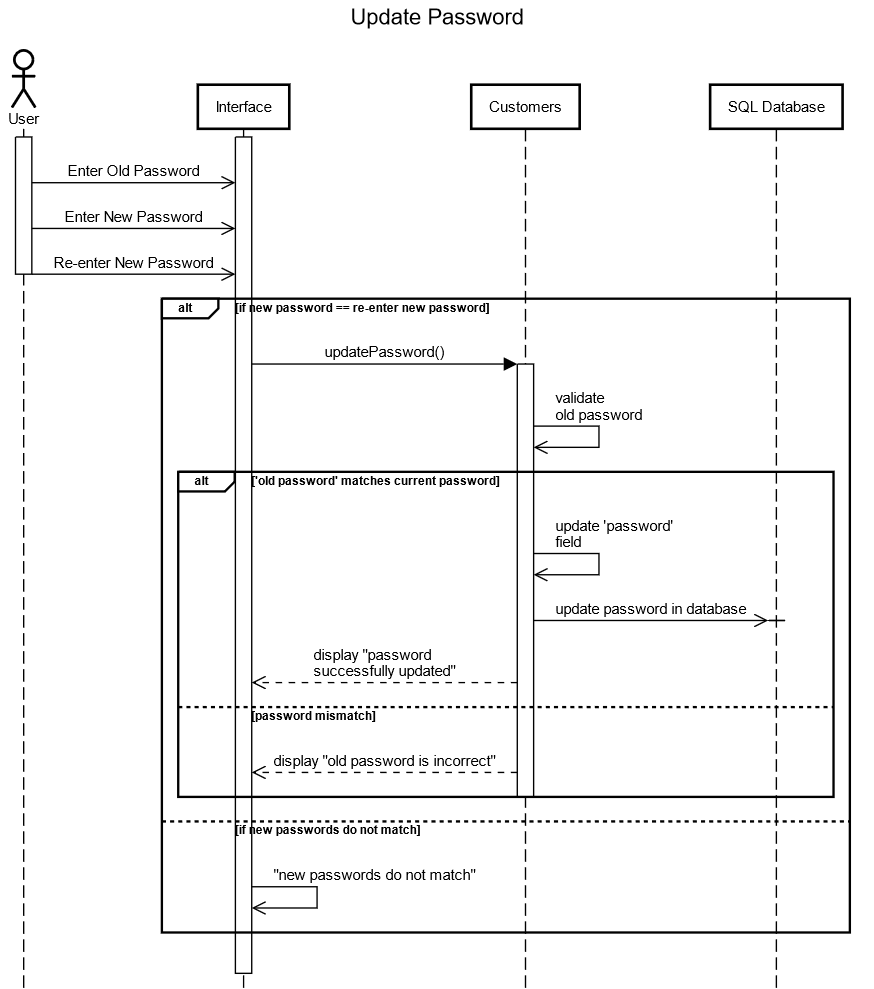 Update Password
User
Interface
Customers
SQL Database
Enter Old Password
Enter New Password
Re-enter New Password
alt
[if new password == re-enter new password]
updatePassword()
validate
old password
alt
['old password' matches current password]
update 'password'
field
update password in database
display "password
successfully updated"
[password mismatch]
display "old password is incorrect"
[if new passwords do not match]
"new passwords do not match"